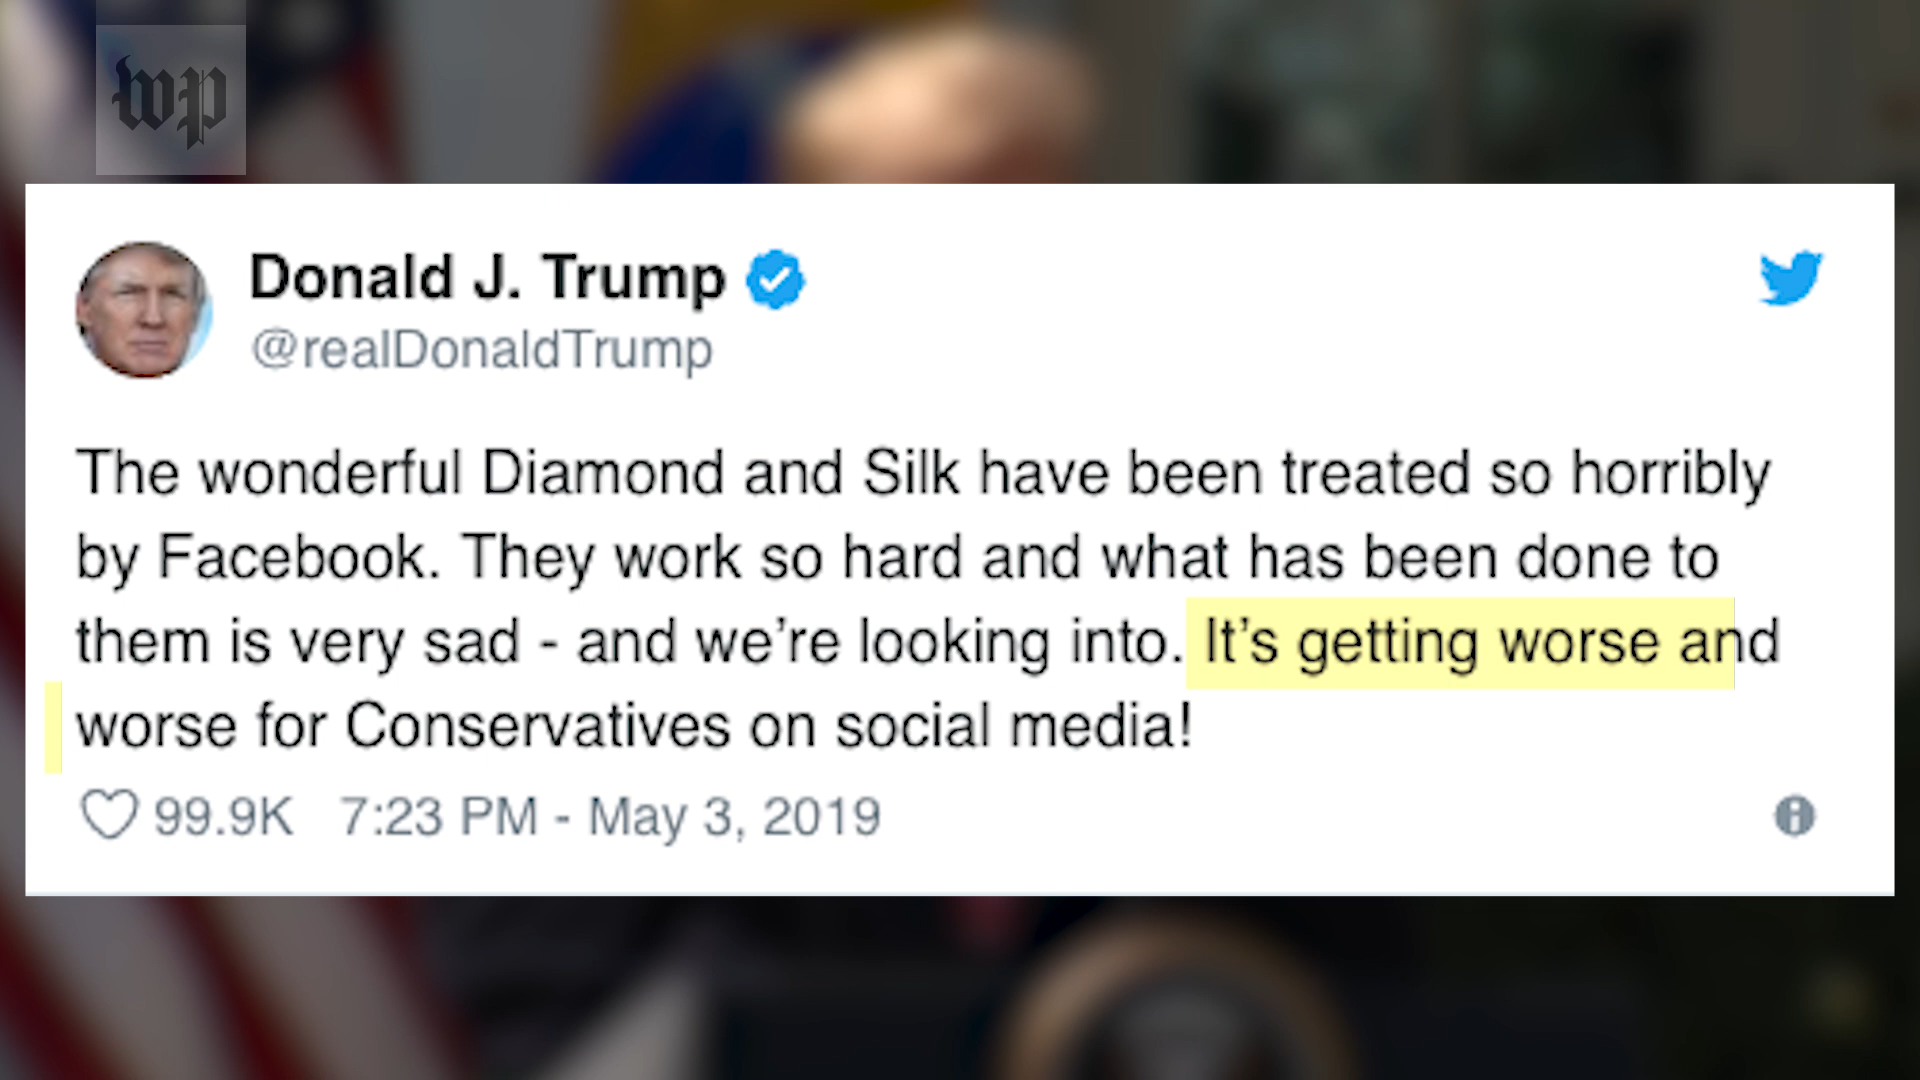 wp
Donald J. Trump
@realDonaldTrump
The wonderful Diamond and Silk have been treated so horribly
by Facebook. They work so hard and what has been done to
them is very sad - and we’re looking into. It’s getting worse and
worse for Conservatives on social media!
99.9K 7:23 PM - May 3, 2019